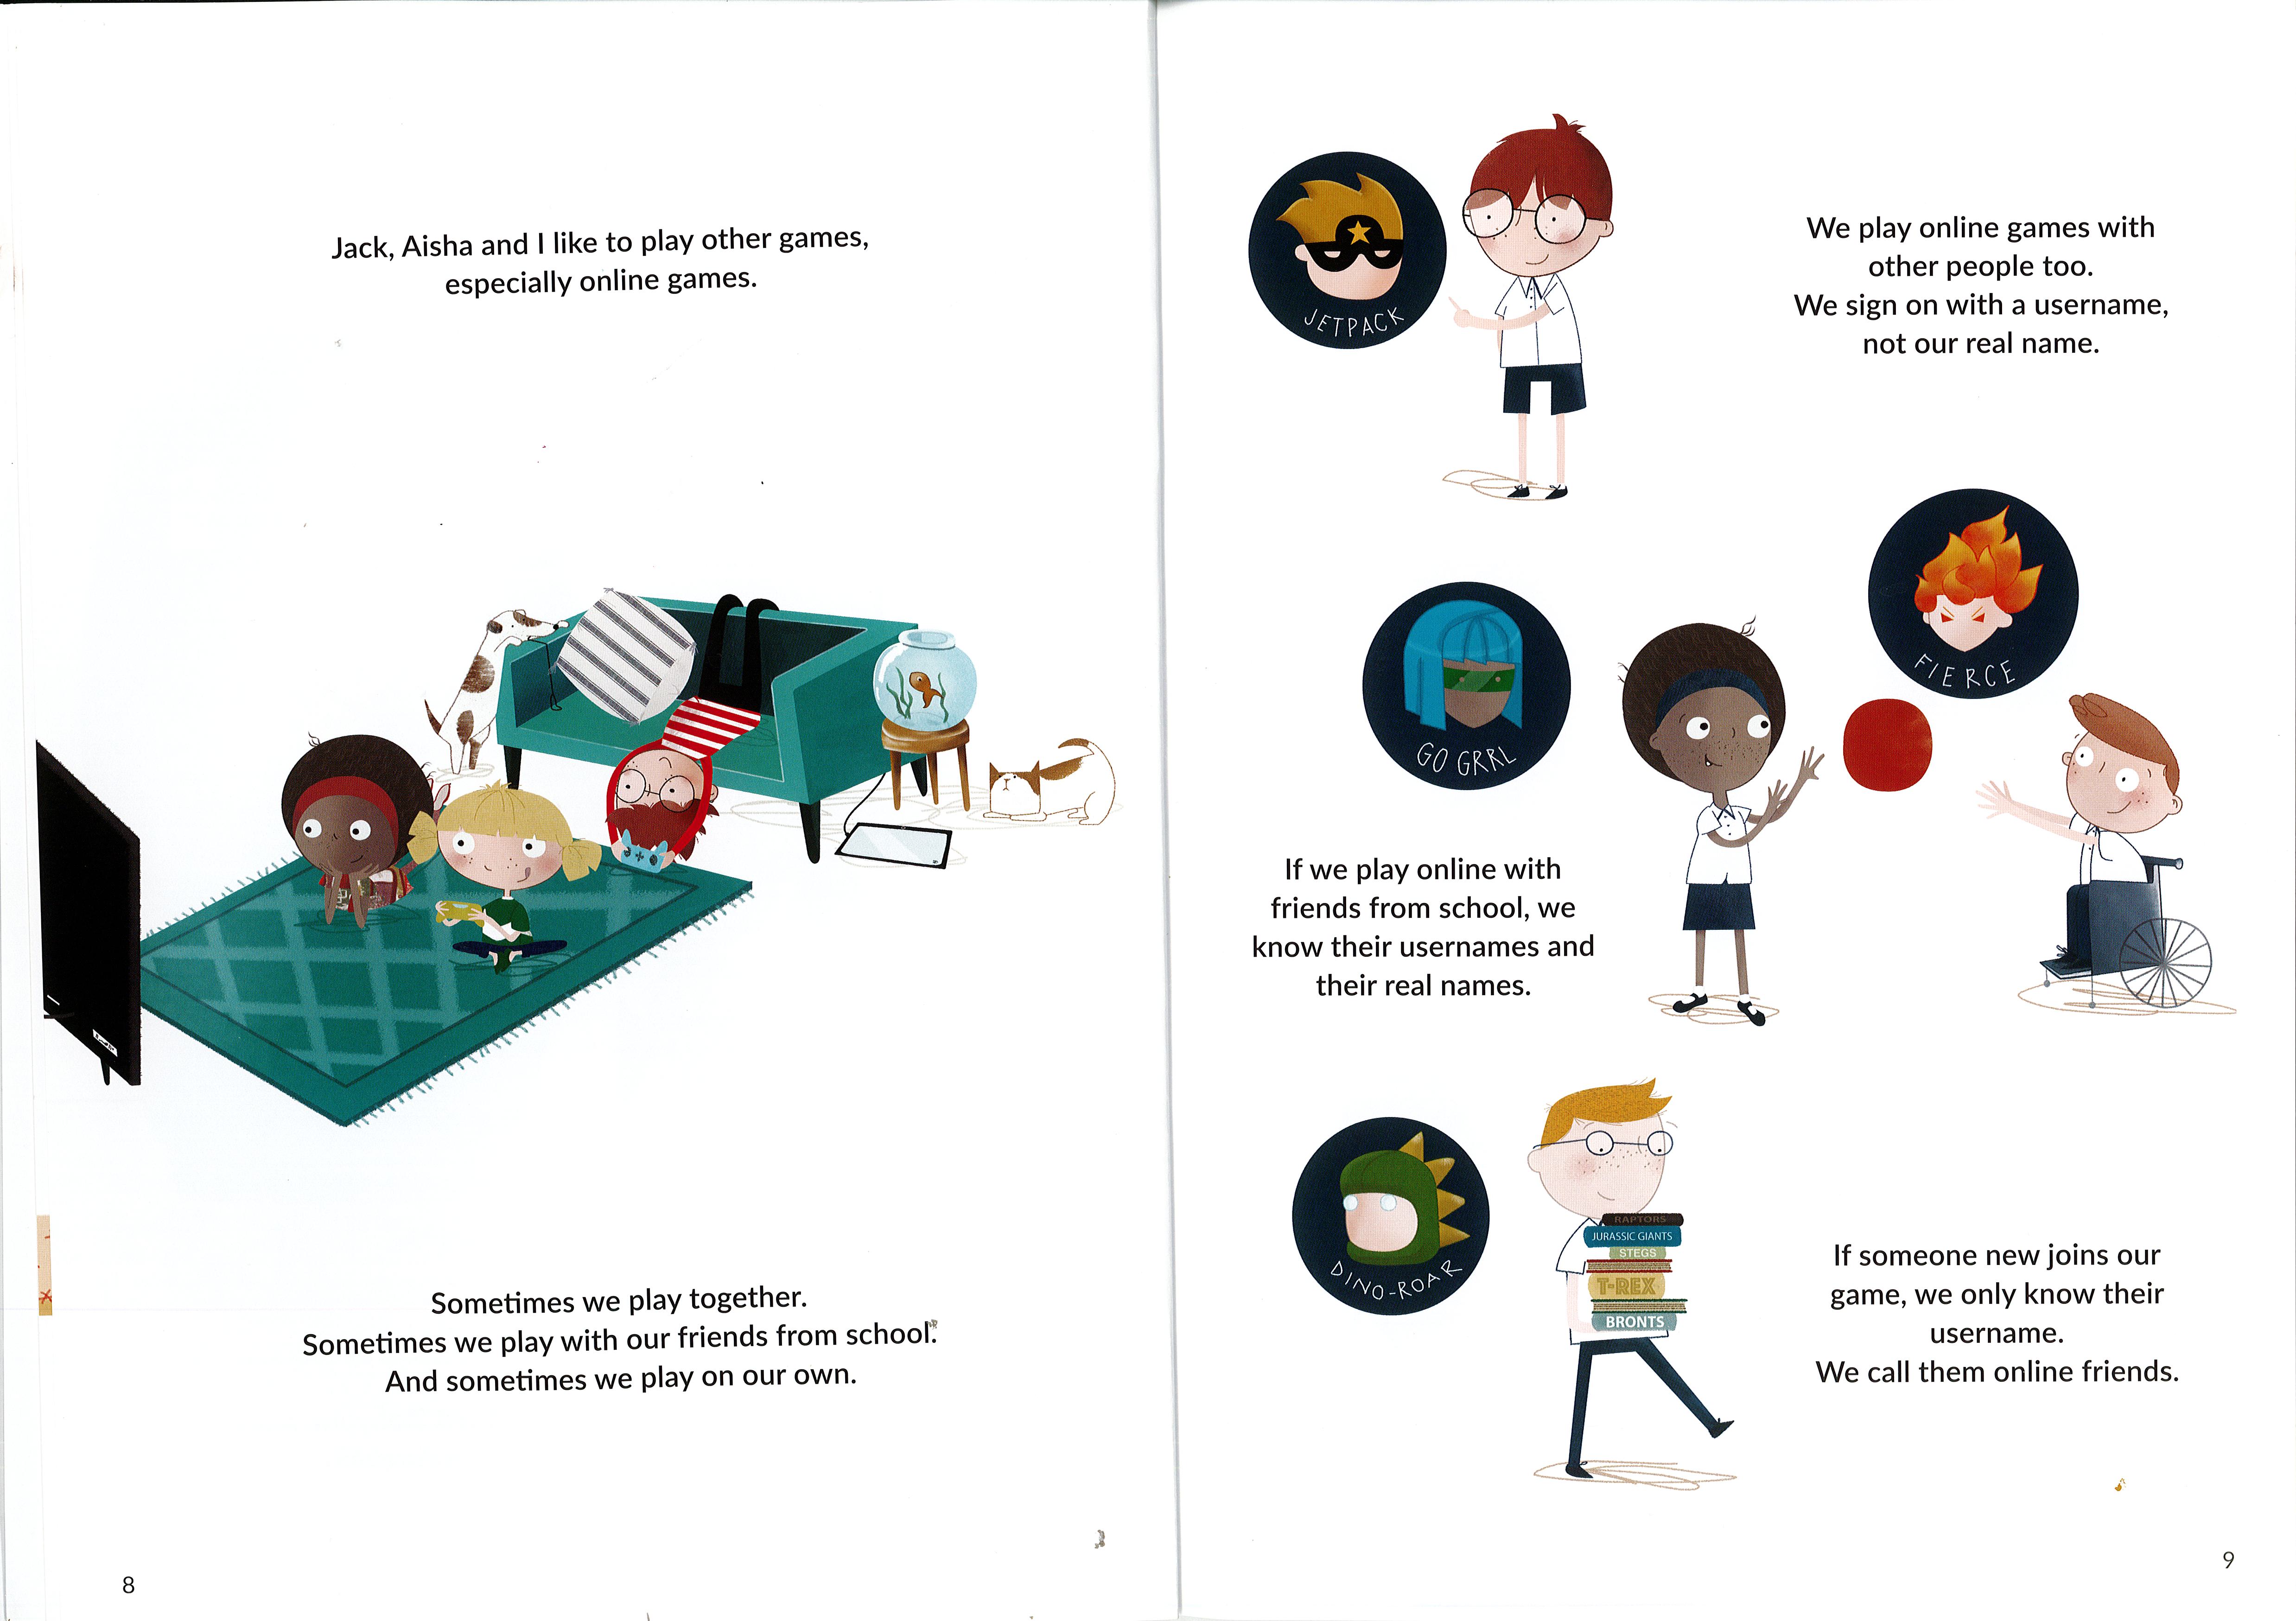 Jack, Aisha and I like to play other games,
especially online games.
Sometimes we play together.
Sometimes we play with our friends from school.
And sometimes we play on our own.
8
JETPACK
We play online games with
other people too.
We sign on with a username,
not our real name.
FIERCE
GO GRRL
If we play online with
friends from school, we
know their usernames and
their real names.
DINO-ROAR
RAPTORS
JURASSIC GIANTS
STEGS
T-REX
BRONTS
If someone new joins our
game, we only know their
username.
We call them online friends.
9